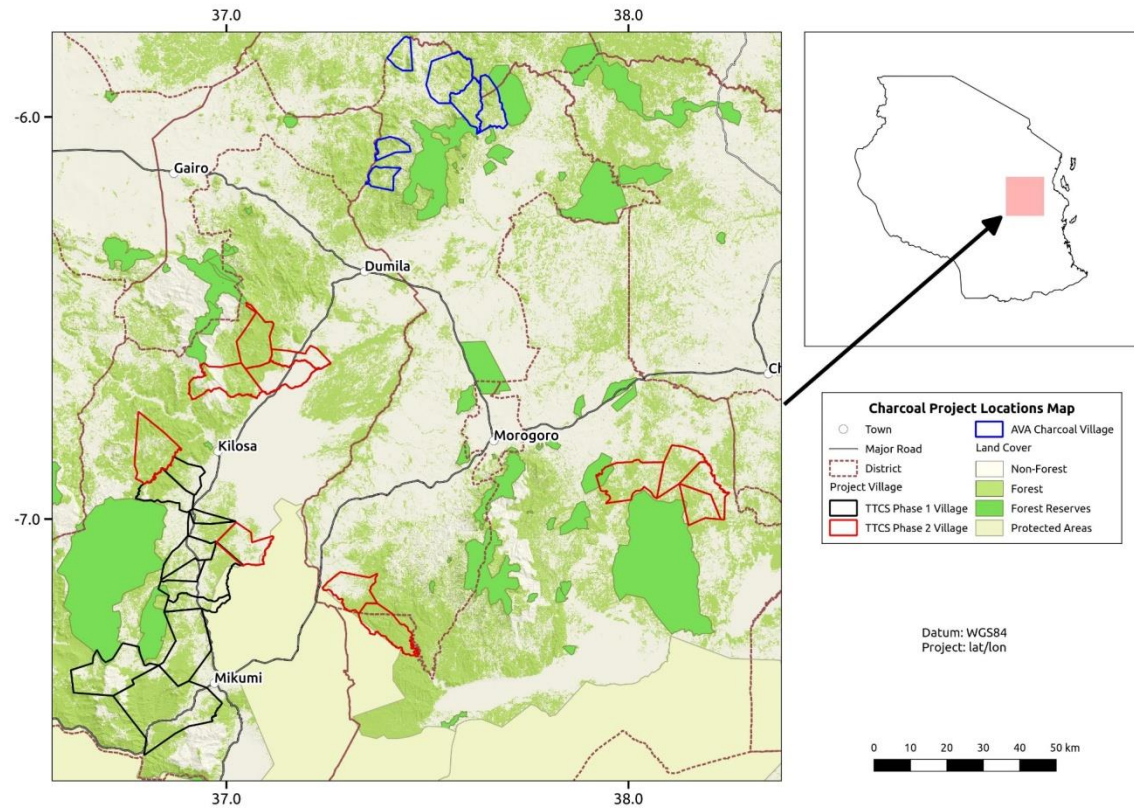 37.0
38.0
-6.0
Gairo
Dumila
Ch
Kilosa
Morogoro
-7.0
Mikumi
37.0
38.0
Charcoal Project Locations Map
Town
Major Road
District
Project Village
TTCS Phase 1 Village
TTCS Phase 2 Village
AVA Charcoal Village
Land Cover
Non-Forest
Forest
Forest Reserves
Protected Areas
Datum: WGS84
Project: lat/lon
0 10 20 30 40 50 km